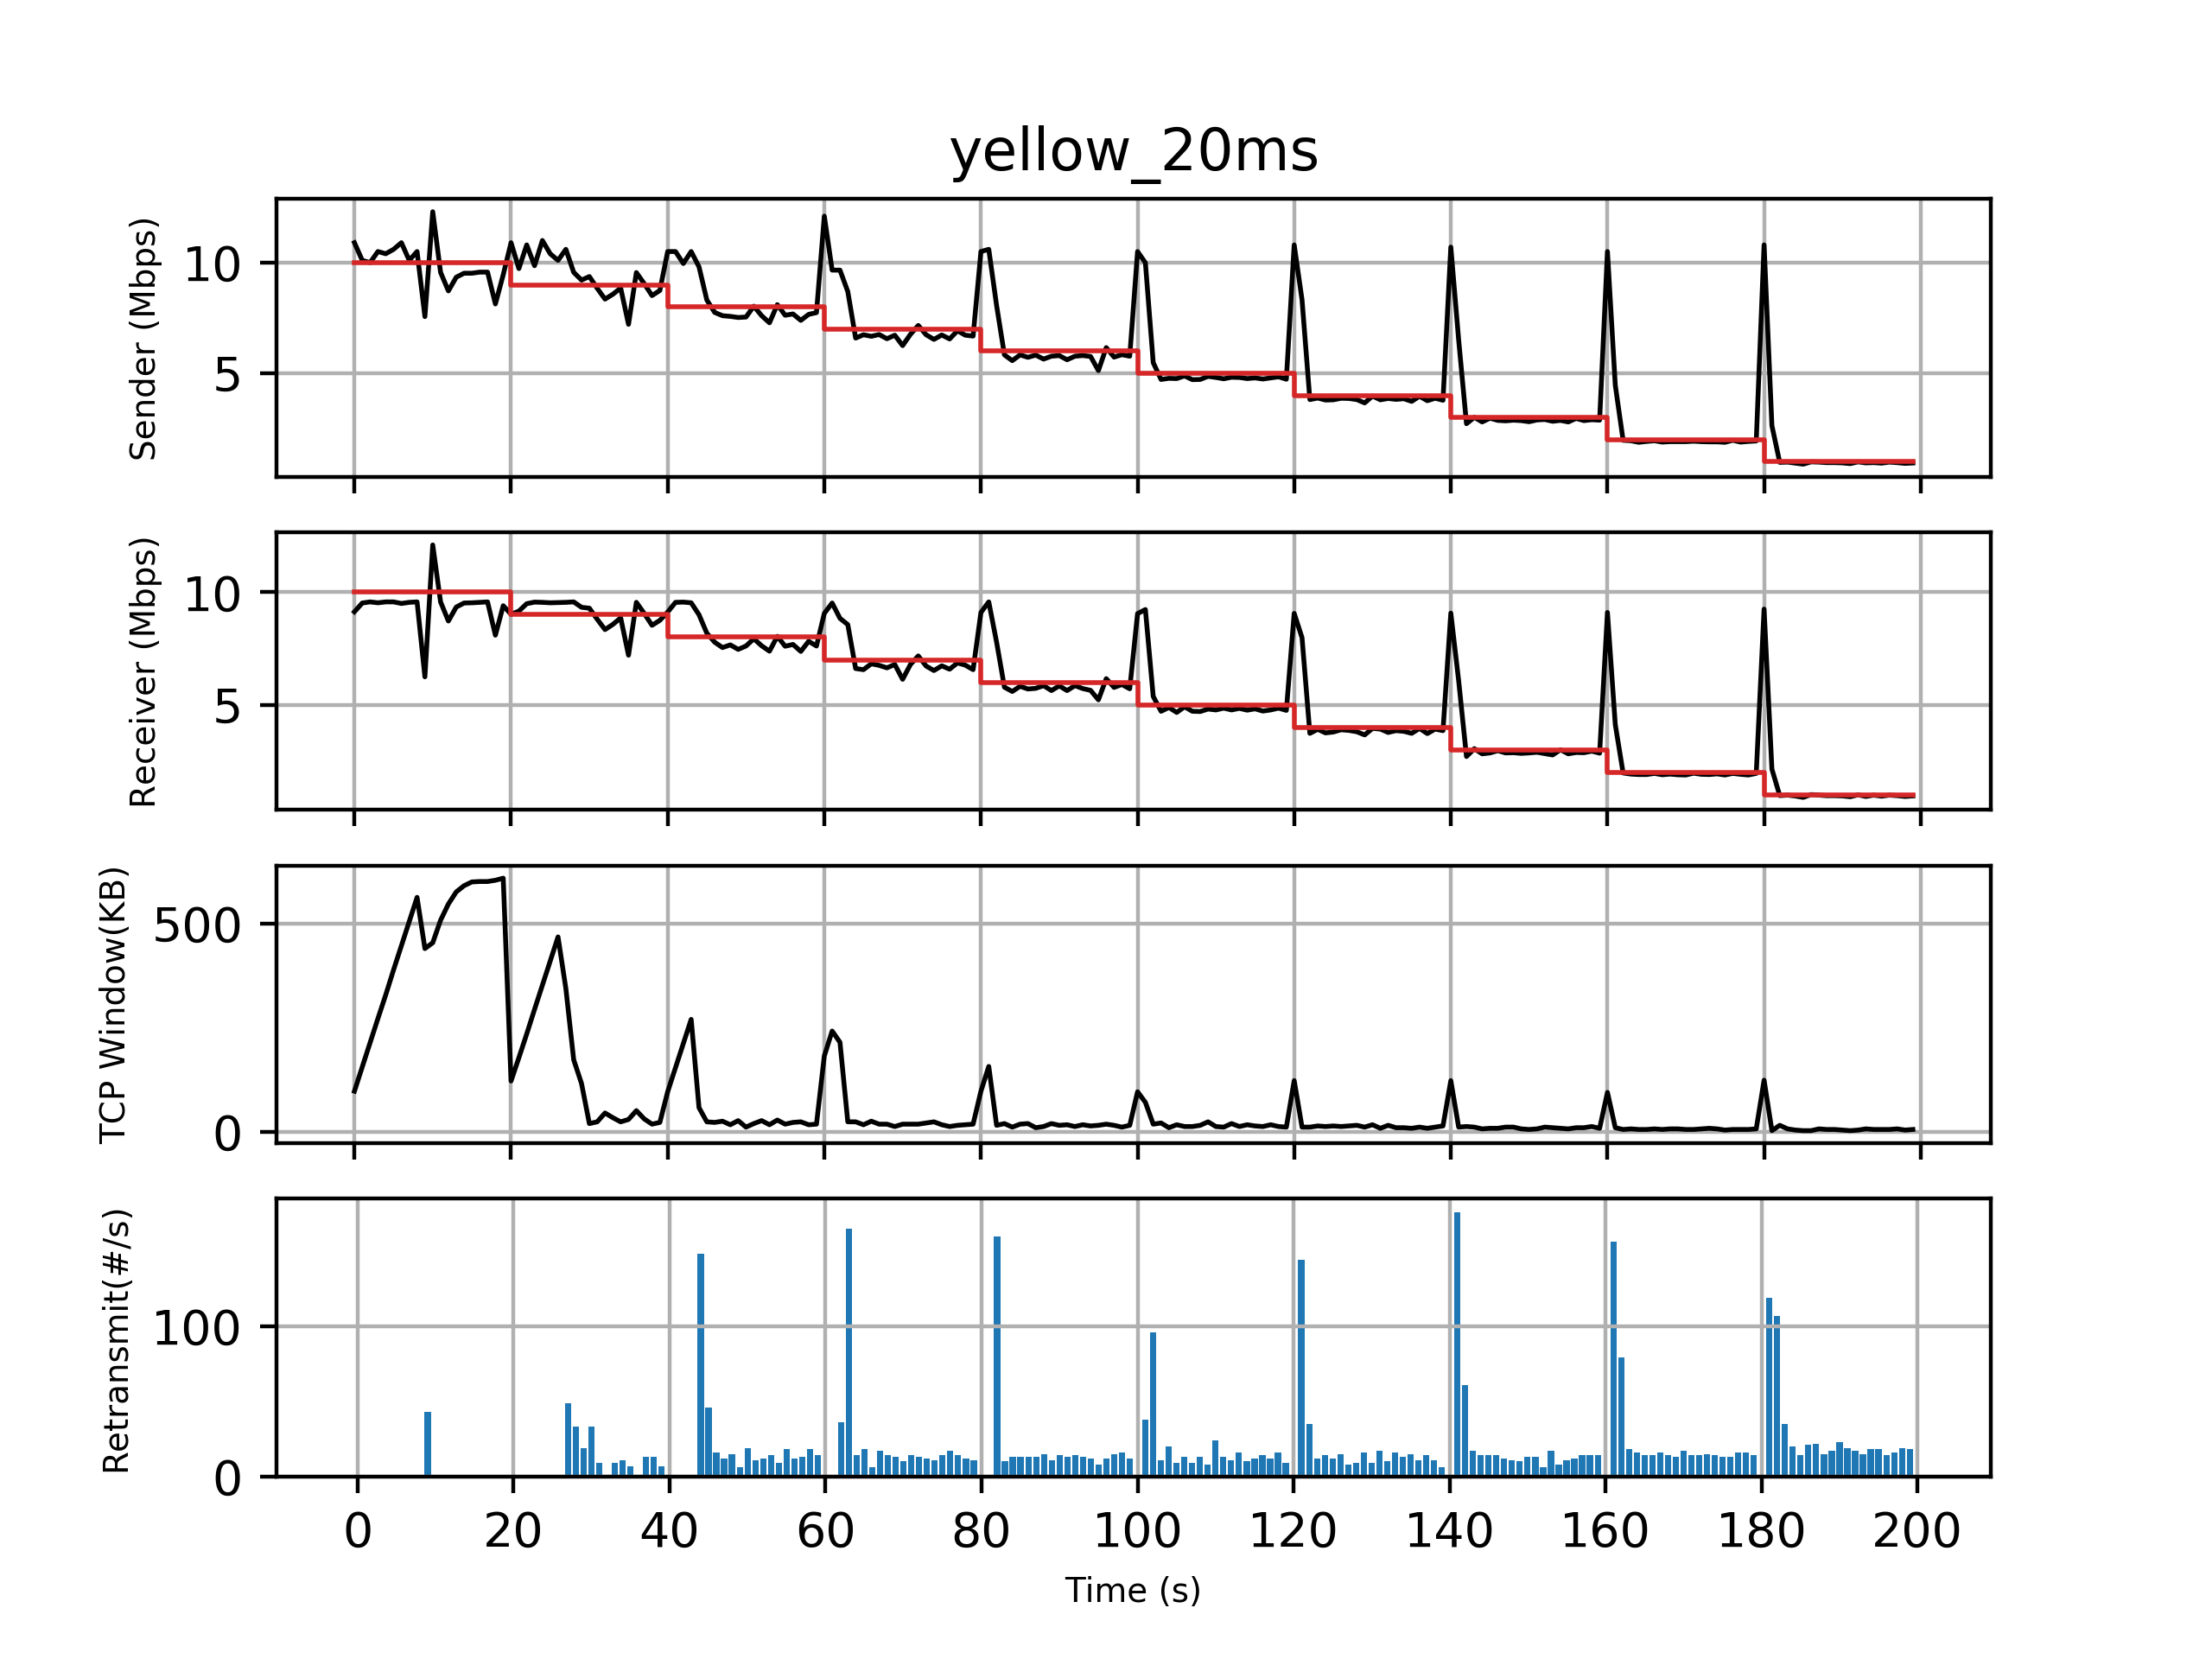 yellow_20ms
Sender (Mbps)
10
5
Receiver (Mbps)
10
5
TCP Window(KB)
500
0
Retransmit(#/s)
100
0
0 20 40 60 80 100 120 140 160 180 200
Time (s)